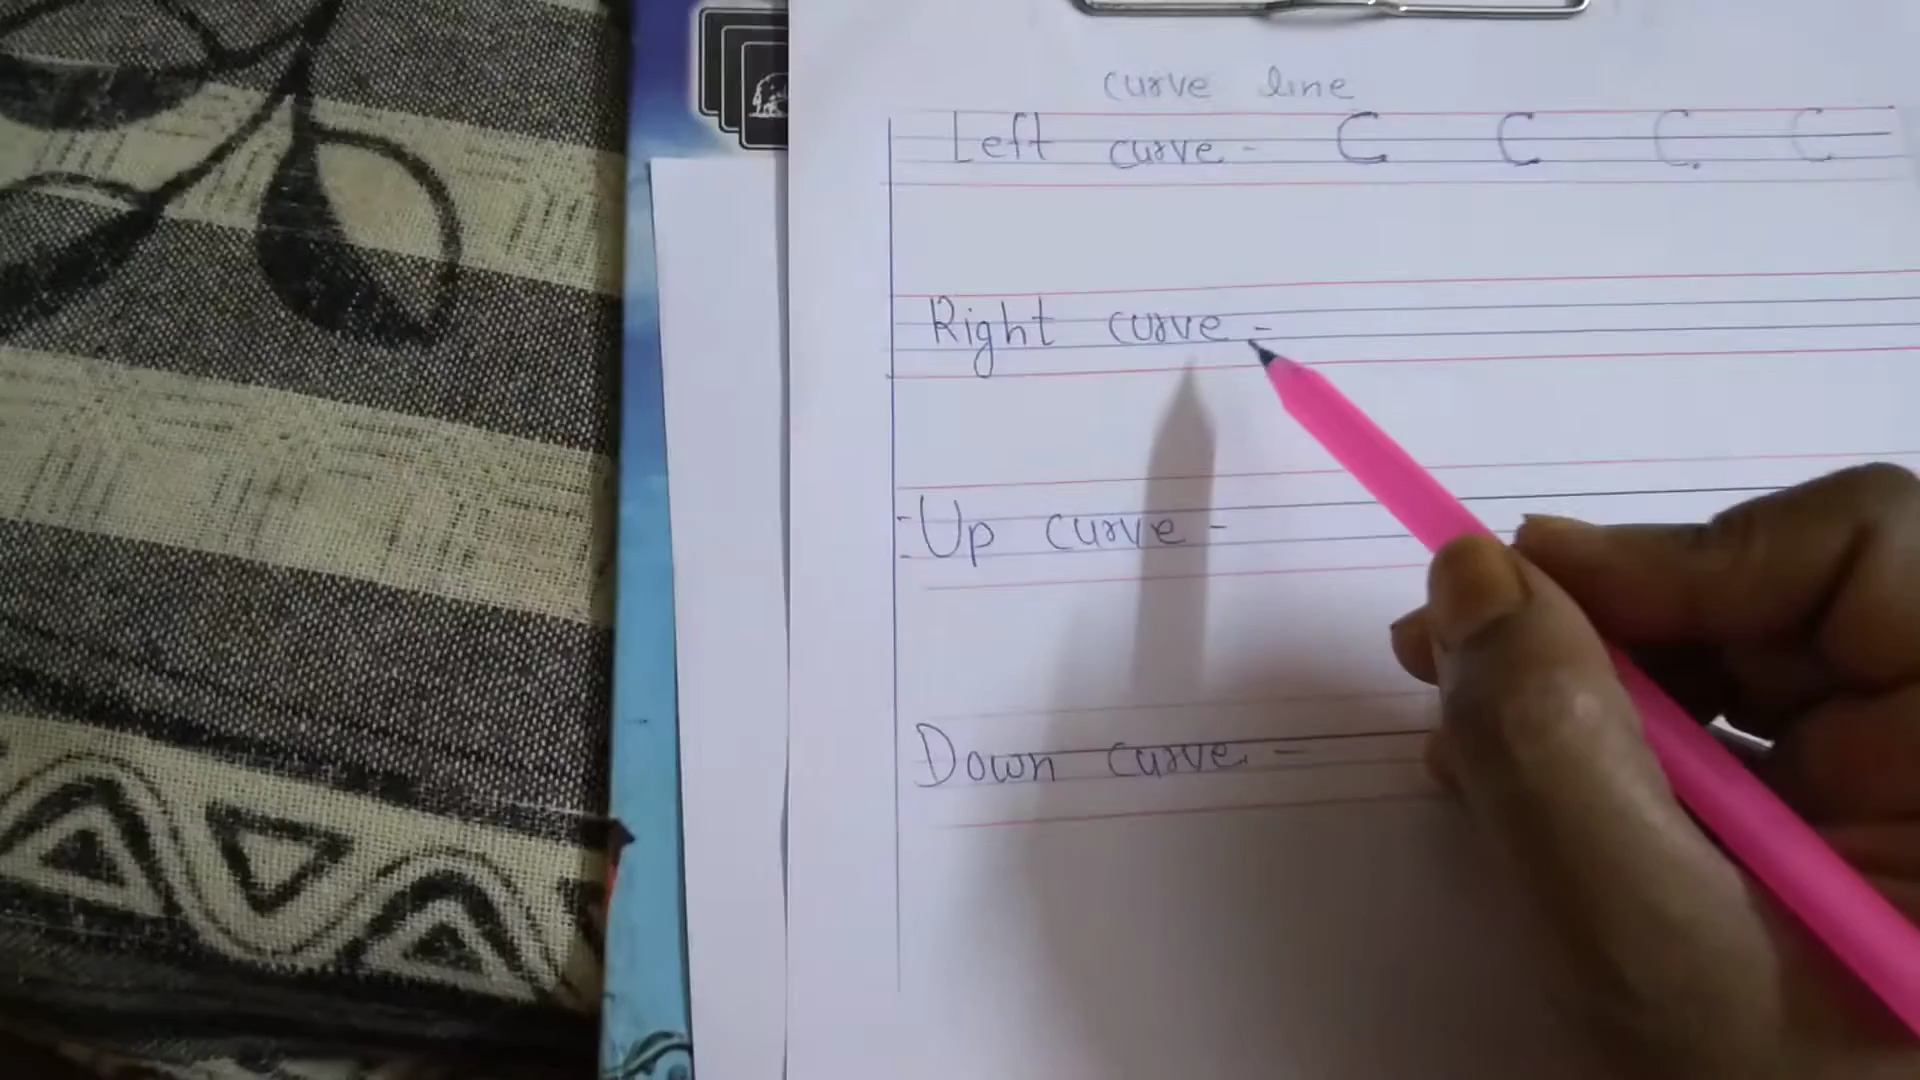 curve line
Left curve - C C C C
Right curve -
Up curve -
Down curve -